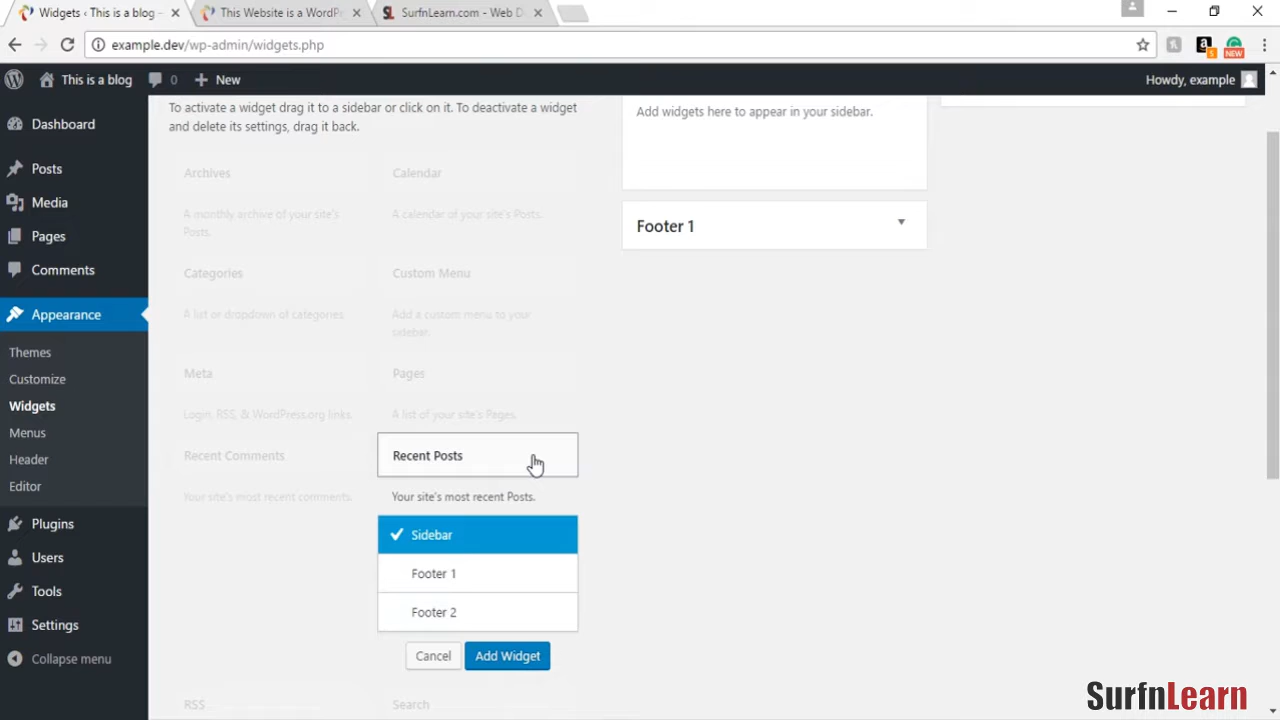 Widgets ‹ This is a blog –
This Website is a WordPr
SurfnLearn.com - Web D
example.dev/wp-admin/widgets.php
a
5
NEW
This is a blog
0
New
Howdy, example
Dashboard
Posts
Media
Pages
Comments
Appearance
Themes
Customize
Widgets
Menus
Header
Editor
Plugins
Users
Tools
Settings
Collapse menu
To activate a widget drag it to a sidebar or click on it. To deactivate a widget
and delete its settings, drag it back.
Archives
A monthly archive of your site's
Posts.
Calendar
A calendar of your site's Posts.
Categories
A list or dropdown of categories.
Custom Menu
Add a custom menu to your
sidebar.
Meta
Login, RSS, & WordPress.org links.
Pages
A list of your site's Pages.
Recent Comments
Your site's most recent comments.
Recent Posts
Your site's most recent Posts.
Sidebar
Footer 1
Footer 2
Cancel
Add Widget
RSS
Search
Add widgets here to appear in your sidebar.
Footer 1
SurfnLearn